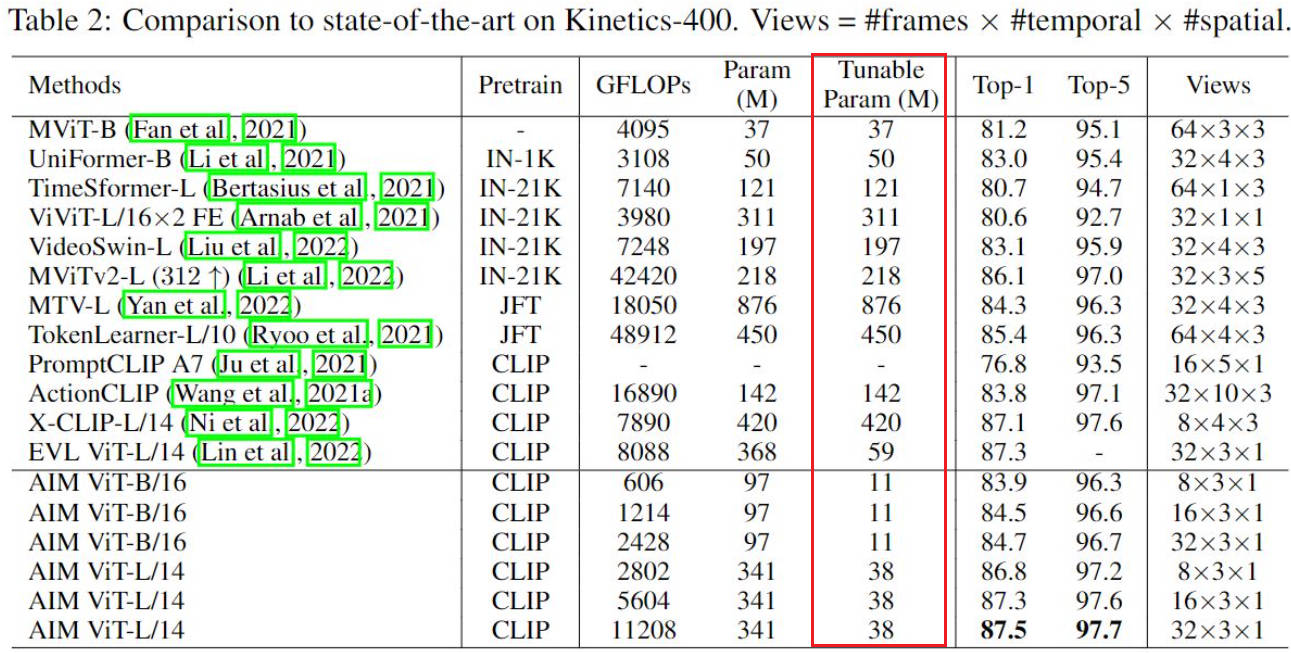 Table 2: Comparison to state-of-the-art on Kinetics-400. Views = #frames × #temporal × #spatial.
Methods Pretrain GFLOPs Param (M) Tunable Param (M) Top-1 Top-5 Views
MViT-B (Fan et al., 2021) - 4095 37 37 81.2 95.1 64×3×3
UniFormer-B (Li et al., 2021) IN-1K 3108 50 50 83.0 95.4 32×4×3
TimeSformer-L (Bertasius et al., 2021) IN-21K 7140 121 121 80.7 94.7 64×1×3
ViViT-L/16×2 FE (Arnab et al., 2021) IN-21K 3980 311 311 80.6 92.7 32×1×1
VideoSwin-L (Liu et al., 2022) IN-21K 7248 197 197 83.1 95.9 32×4×3
MViTv2-L (312 ↑) (Li et al., 2022) IN-21K 42420 218 218 86.1 97.0 32×3×5
MTV-L (Yan et al., 2022) JFT 18050 876 876 84.3 96.3 32×4×3
TokenLearner-L/10 (Ryoo et al., 2021) JFT 48912 450 450 85.4 96.3 64×4×3
PromptCLIP A7 (Ju et al., 2021) CLIP - - - 76.8 93.5 16×5×1
ActionCLIP (Wang et al., 2021a) CLIP 16890 142 142 83.8 97.1 32×10×3
X-CLIP-L/14 (Ni et al., 2022) CLIP 7890 420 420 87.1 97.6 8×4×3
EVL ViT-L/14 (Lin et al., 2022) CLIP 8088 368 59 87.3 - 32×3×1
AIM ViT-B/16 CLIP 606 97 11 83.9 96.3 8×3×1
AIM ViT-B/16 CLIP 1214 97 11 84.5 96.6 16×3×1
AIM ViT-B/16 CLIP 2428 97 11 84.7 96.7 32×3×1
AIM ViT-L/14 CLIP 2802 341 38 86.8 97.2 8×3×1
AIM ViT-L/14 CLIP 5604 341 38 87.3 97.6 16×3×1
AIM ViT-L/14 CLIP 11208 341 38 87.5 97.7 32×3×1